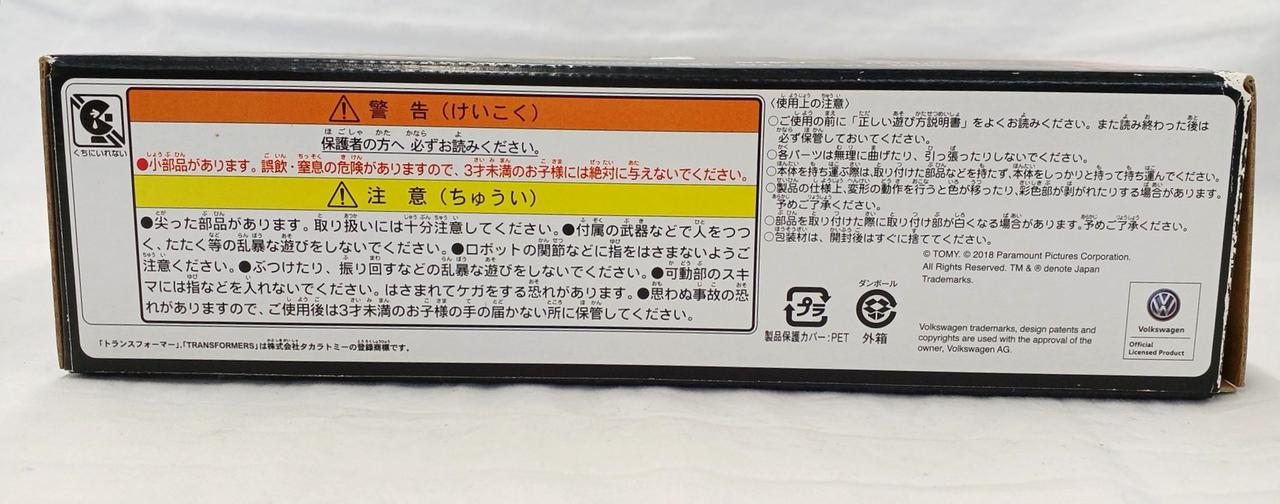 くちにいれない
警 告（けいこく）
保護者の方へ 必ずお読みください。
●小部品があります。誤飲・窒息の危険がありますので、3才未満のお子様には絶対に与えないでください。
注 意（ちゅうい）
●尖った部品があります。取り扱いには十分注意してください。●付属の武器などで人をつつ
く、たたく等の乱暴な遊びをしないでください。●ロボットの関節などに指をはさまないようご
注意ください。●ぶつけたり、振り回すなどの乱暴な遊びをしないでください。●可動部のスキ
マには指などを入れないでください。はさまれてケガをする恐れがあります。●思わぬ事故の恐
れがありますので、ご使用後は3才未満のお子様の手の届かない所に保管してください。
「トランスフォーマー」、「TRANSFORMERS」は株式会社タカラトミーの登録商標です。
〈使用上の注意〉
○ご使用の前に「正しい遊び方説明書」をよくお読みください。また読み終わった後は
必ず保管しておいてください。
○各パーツは無理に曲げたり、引っ張ったりしないでください。
○本体を持ち運ぶ際は、取り付けた部品などを持たず、本体をしっかりと持って持ち運んでください。
○製品の仕様上、変形の動作を行うと色が移ったり、彩色部が剥がれたりする場合があります。
予めご了承ください。
○部品を取り付けた際に取り付け部が白くなる場合があります。予めご了承ください。
○包装材は、開封後はすぐに捨ててください。
© TOMY. © 2018 Paramount Pictures Corporation.
All Rights Reserved. TM & ® denote Japan
Trademarks.
プラ
製品保護カバー:PET
ダンボール
外箱
Volkswagen trademarks, design patents and
copyrights are used with the approval of the
owner, Volkswagen AG.
Volkswagen
Official
Licensed Product